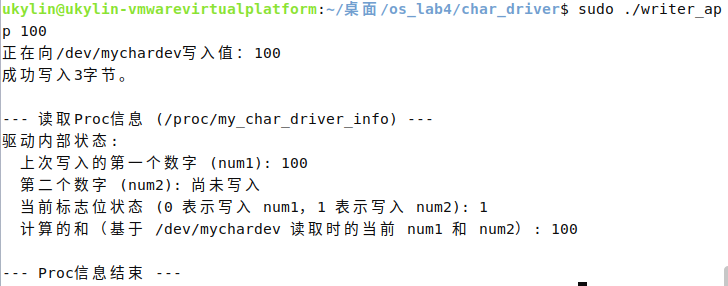 ukylin@ukylin-vmwarevirtualplatform:~/桌面/os_lab4/char_driver$ sudo ./writer_ap
p 100
正在向/dev/mychardev写入值: 100
成功写入3字节。
--- 读取Proc信息 (/proc/my_char_driver_info) ---
驱动内部状态:
  上次写入的第一个数字 (num1): 100
  第二个数字 (num2): 尚未写入
  当前标志位状态 (0 表示写入 num1, 1 表示写入 num2): 1
  计算的和（基于 /dev/mychardev 读取时的当前 num1 和 num2）: 100
--- Proc信息结束 ---